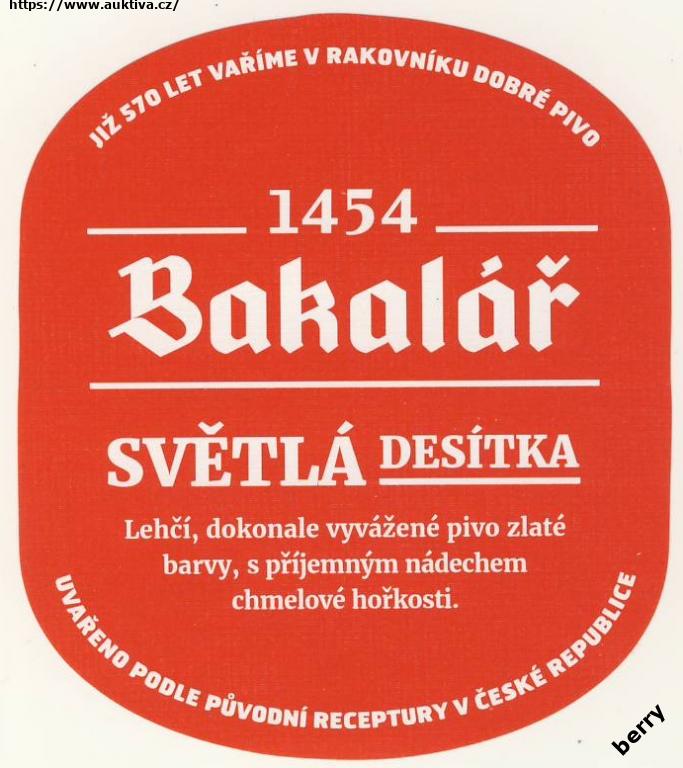 https://www.auktiva.cz/
JIŽ 570 LET VAŘÍME V RAKOVNÍKU DOBRÉ PIVO
1454
Bakalář
SVĚTLÁ DESÍTKA
Lehčí, dokonale vyvážené pivo zlaté
barvy, s příjemným nádechem
chmelové hořkosti.
UVAŘENO PODLE PŮVODNÍ RECEPTURY V ČESKÉ REPUBLICE
berry